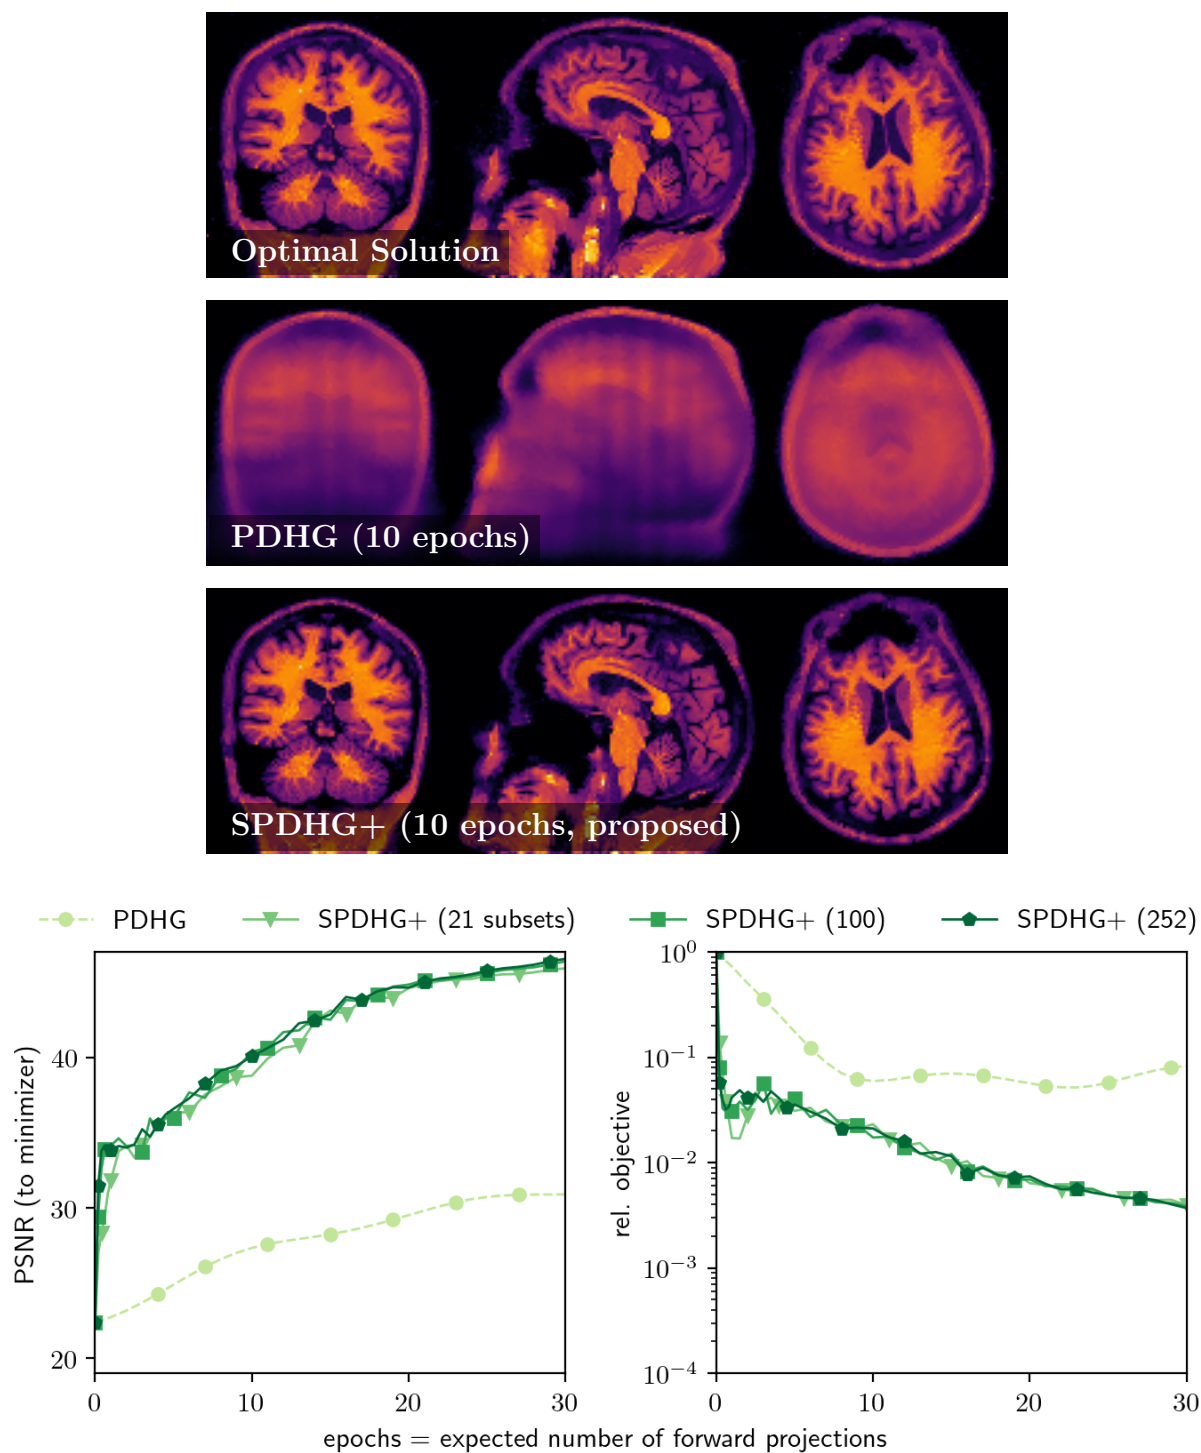 Optimal Solution
PDHG (10 epochs)
SPDHG+ (10 epochs, proposed)
PDHG SPDHG+ (21 subsets) SPDHG+ (100) SPDHG+ (252)
PSNR (to minimizer)
40
30
20
0 10 20 30
rel. objective
10⁰
10⁻¹
10⁻²
10⁻³
10⁻⁴
0 10 20 30
epochs = expected number of forward projections